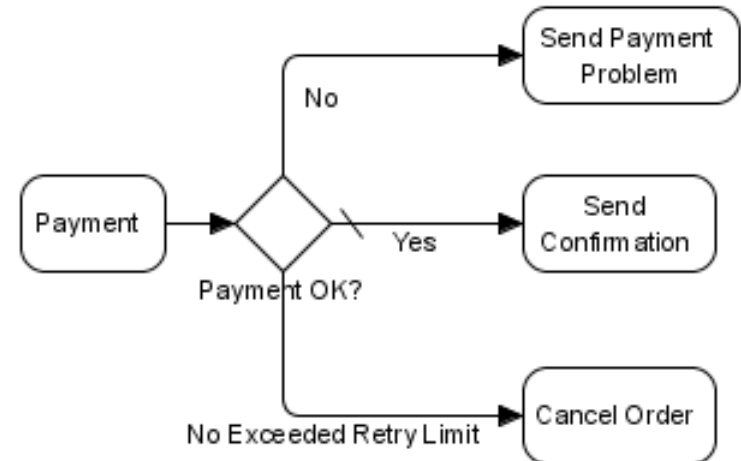 Send Payment
Problem
No
Payment
Send
Confirmation
Yes
Payment OK?
Cancel Order
No Exceeded Retry Limit